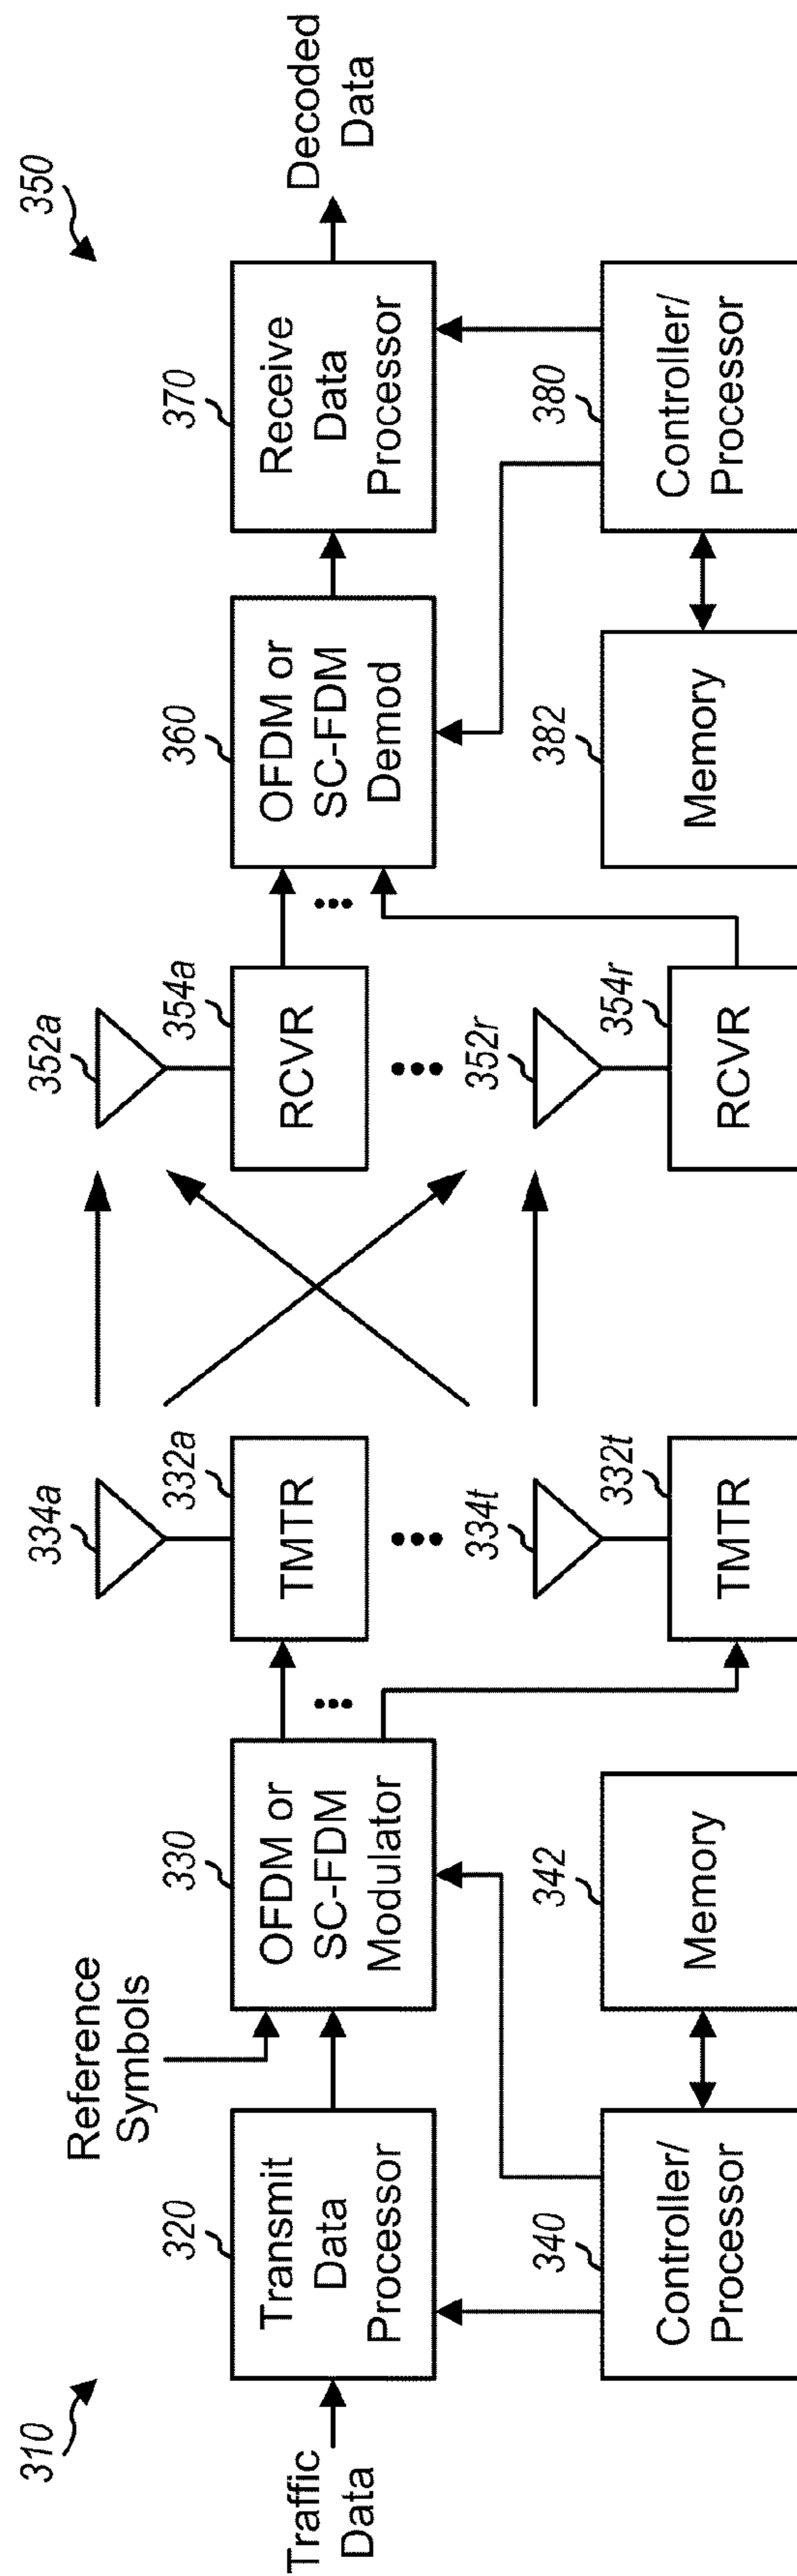 310
350
Traffic
Data
320
Transmit
Data
Processor
Reference
Symbols
330
OFDM or
SC-FDM
Modulator
334a
332a
TMTR
334t
332t
TMTR
340
Controller/
Processor
342
Memory
352a
354a
RCVR
352r
354r
RCVR
360
OFDM or
SC-FDM
Demod
370
Receive
Data
Processor
Decoded
Data
382
Memory
380
Controller/
Processor